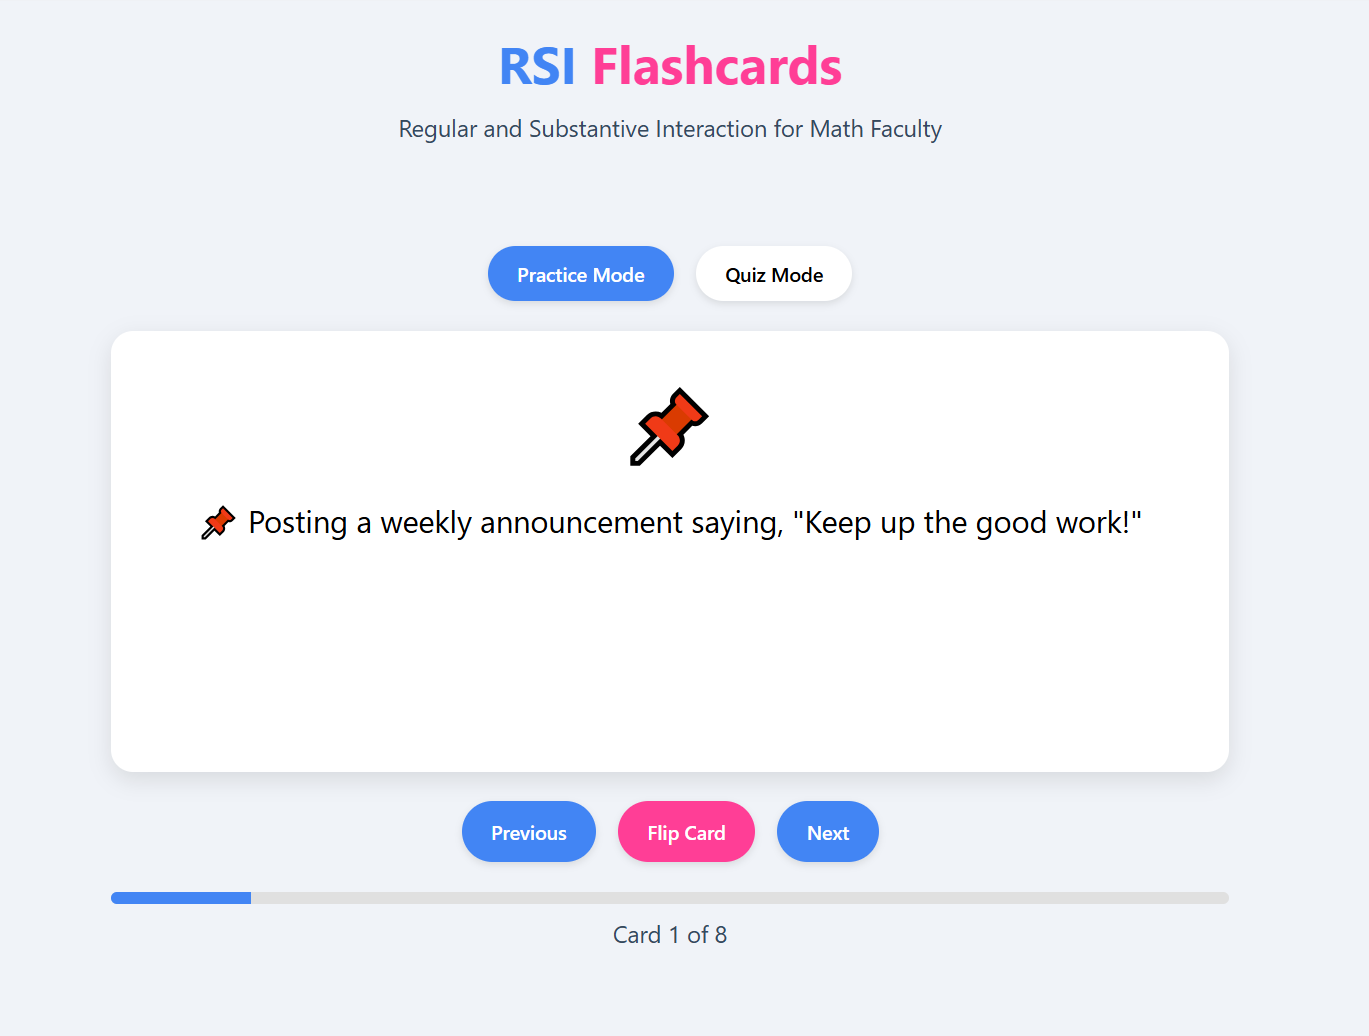 RSI Flashcards
Regular and Substantive Interaction for Math Faculty
Practice Mode
Quiz Mode
📌 Posting a weekly announcement saying, "Keep up the good work!"
Previous
Flip Card
Next
Card 1 of 8